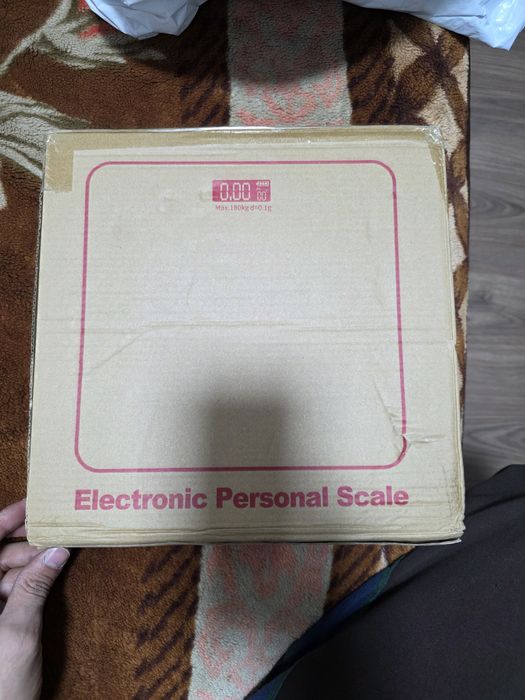 0.00
Max.180kg d=0.1g
Electronic Personal Scale